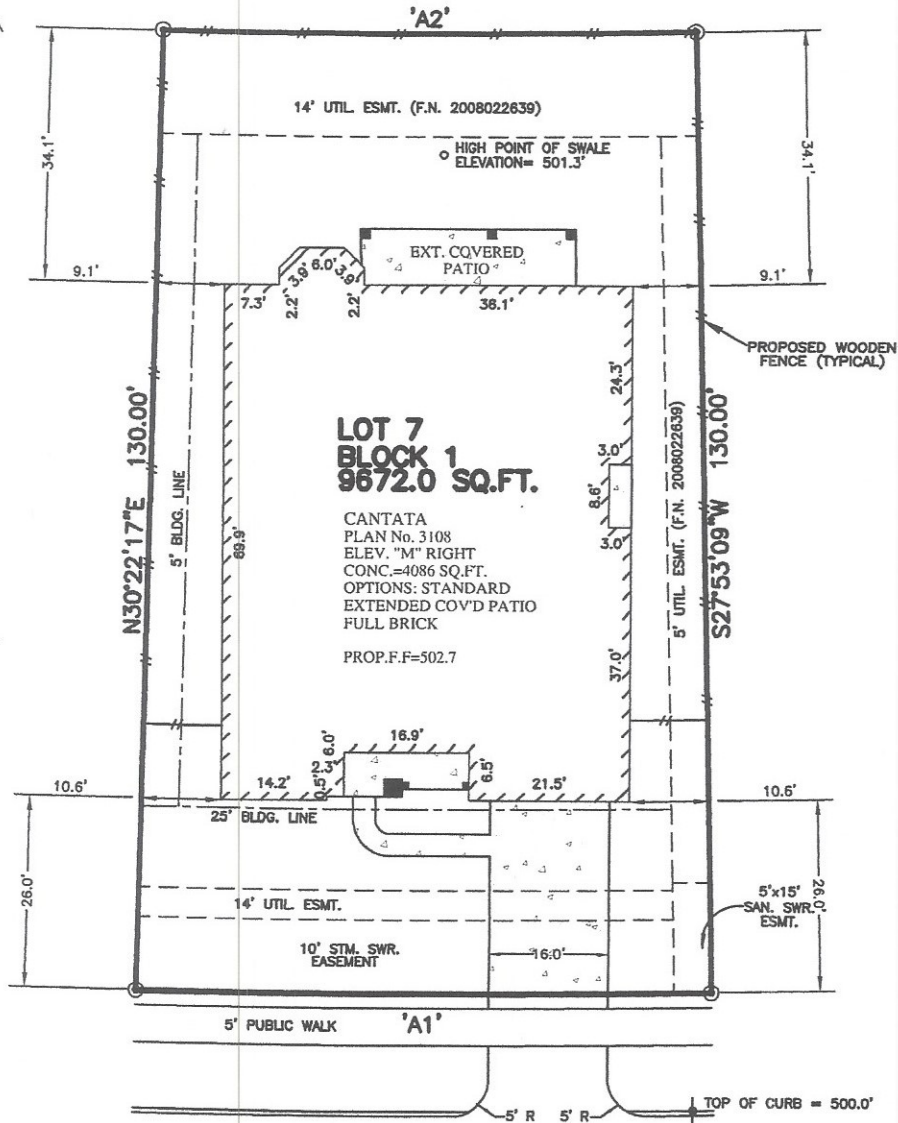 'A2'
34.1'
34.1'
14' UTIL. ESMT. (F.N. 2008022639)
HIGH POINT OF SWALE
ELEVATION= 501.3'
EXT. COVERED
PATIO
9.1'
9.1'
7.3'
2.2'
3.9'
6.0'
3.9'
2.2'
36.1'
PROPOSED WOODEN
FENCE (TYPICAL)
24.3'
N30°22'17"E 130.00'
5' BLDG. LINE
69.9'
LOT 7
BLOCK 1
9672.0 SQ.FT.
3.0'
8.6'
3.0'
5' UTIL. ESMT. (F.N. 2008022639)
S27°53'09"W 130.00'
CANTATA
PLAN No. 3108
ELEV. "M" RIGHT
CONC.=4086 SQ.FT.
OPTIONS: STANDARD
EXTENDED COV'D PATIO
FULL BRICK
PROP.F.F=502.7
37.0'
16.9'
6.0'
2.3'
0.5'
6.5'
14.2'
21.5'
10.6'
10.6'
25' BLDG. LINE
26.0'
26.0'
14' UTIL. ESMT.
5'x15'
SAN. SWR.
ESMT.
10' STM. SWR.
EASEMENT
16.0'
5' PUBLIC WALK
'A1'
5' R
5' R
TOP OF CURB = 500.0'